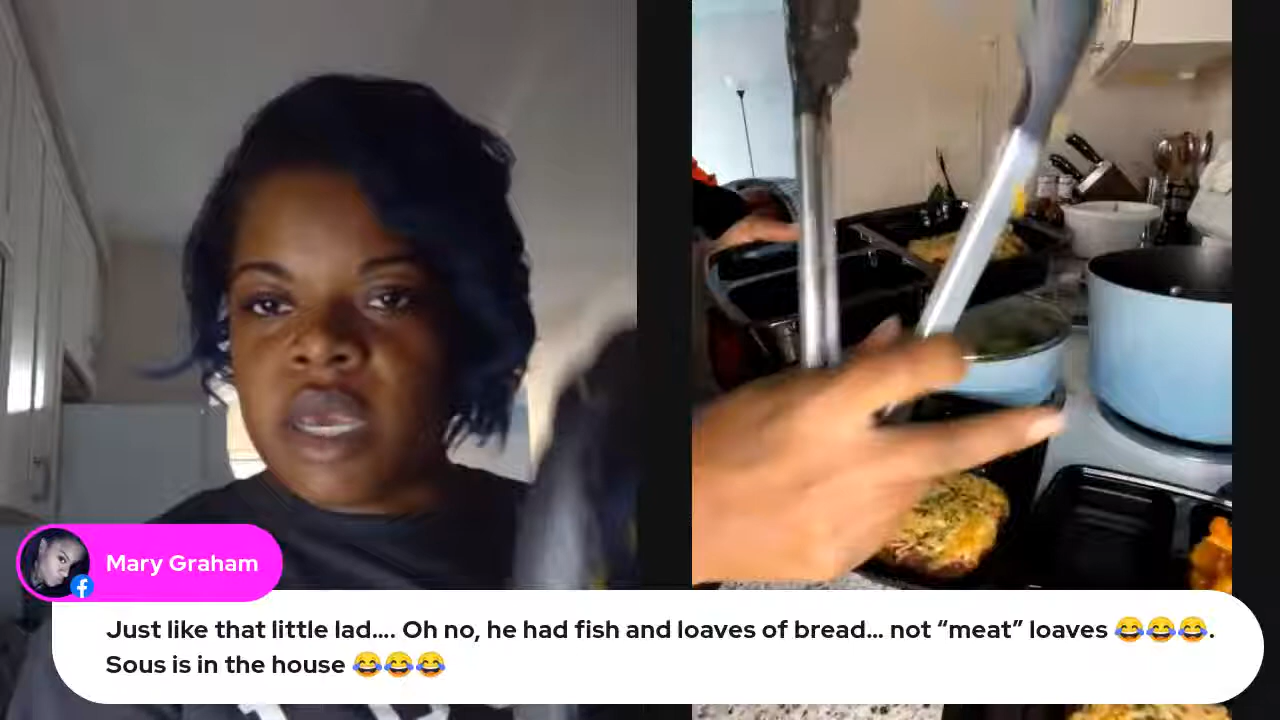 Mary Graham
Just like that little lad.... Oh no, he had fish and loaves of bread... not “meat” loaves 😂😂😂.
Sous is in the house 😂😂😂